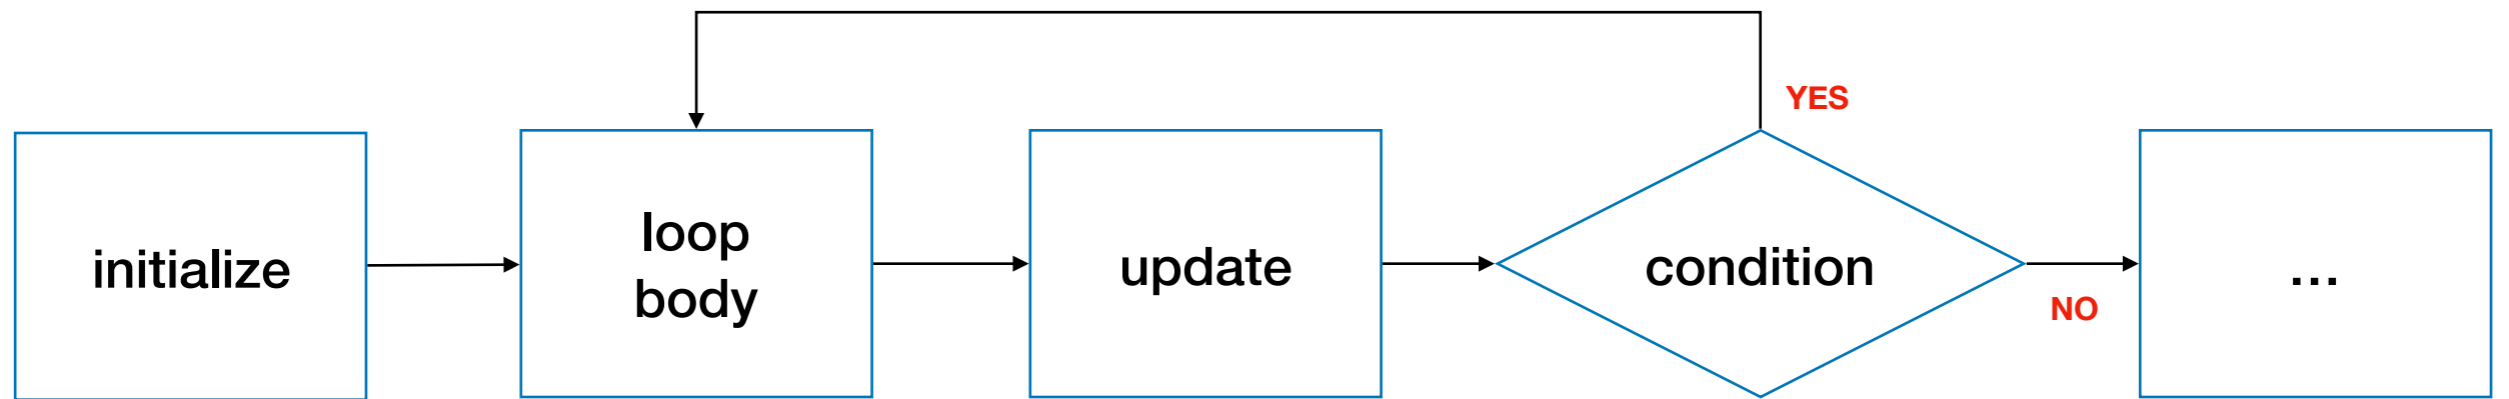 YES
initialize
loop
body
update
condition
...
NO